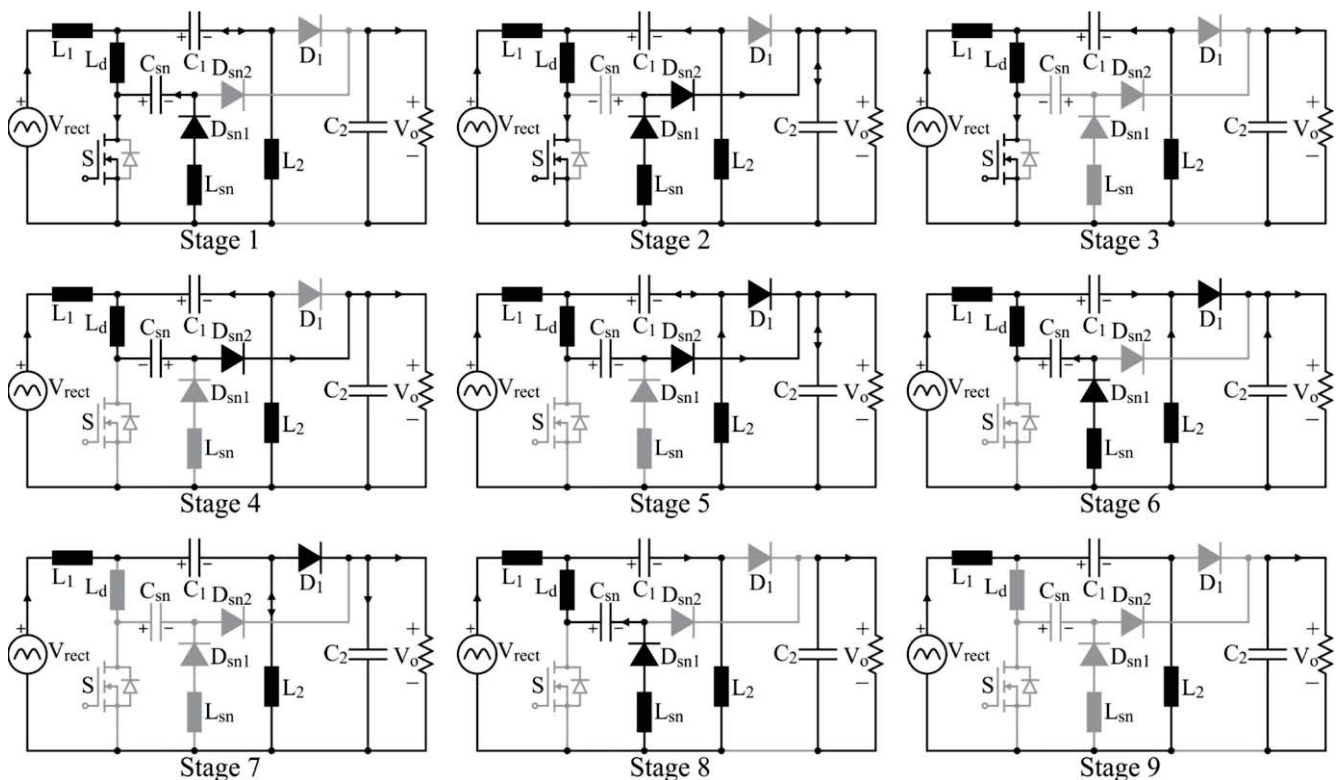 L1 Ld C1 D1
Csn Dsn2
+ − + −
Vrect Dsn1 C2 Vo
S L2
Lsn
Stage 1
L1 Ld C1 D1
Csn Dsn2
+ − − +
Vrect Dsn1 C2 Vo
S L2
Lsn
Stage 2
L1 Ld C1 D1
Csn Dsn2
+ − − +
Vrect Dsn1 C2 Vo
S L2
Lsn
Stage 3
L1 Ld C1 D1
Csn Dsn2
+ − − +
Vrect Dsn1 C2 Vo
S L2
Lsn
Stage 4
L1 Ld C1 D1
Csn Dsn2
+ − + −
Vrect Dsn1 C2 Vo
S L2
Lsn
Stage 5
L1 Ld C1 D1
Csn Dsn2
+ − + −
Vrect Dsn1 C2 Vo
S L2
Lsn
Stage 6
L1 Ld C1 D1
Csn Dsn2
+ − + −
Vrect Dsn1 C2 Vo
S L2
Lsn
Stage 7
L1 Ld C1 D1
Csn Dsn2
+ − + −
Vrect Dsn1 C2 Vo
S L2
Lsn
Stage 8
L1 Ld C1 D1
Csn Dsn2
+ − + −
Vrect Dsn1 C2 Vo
S L2
Lsn
Stage 9